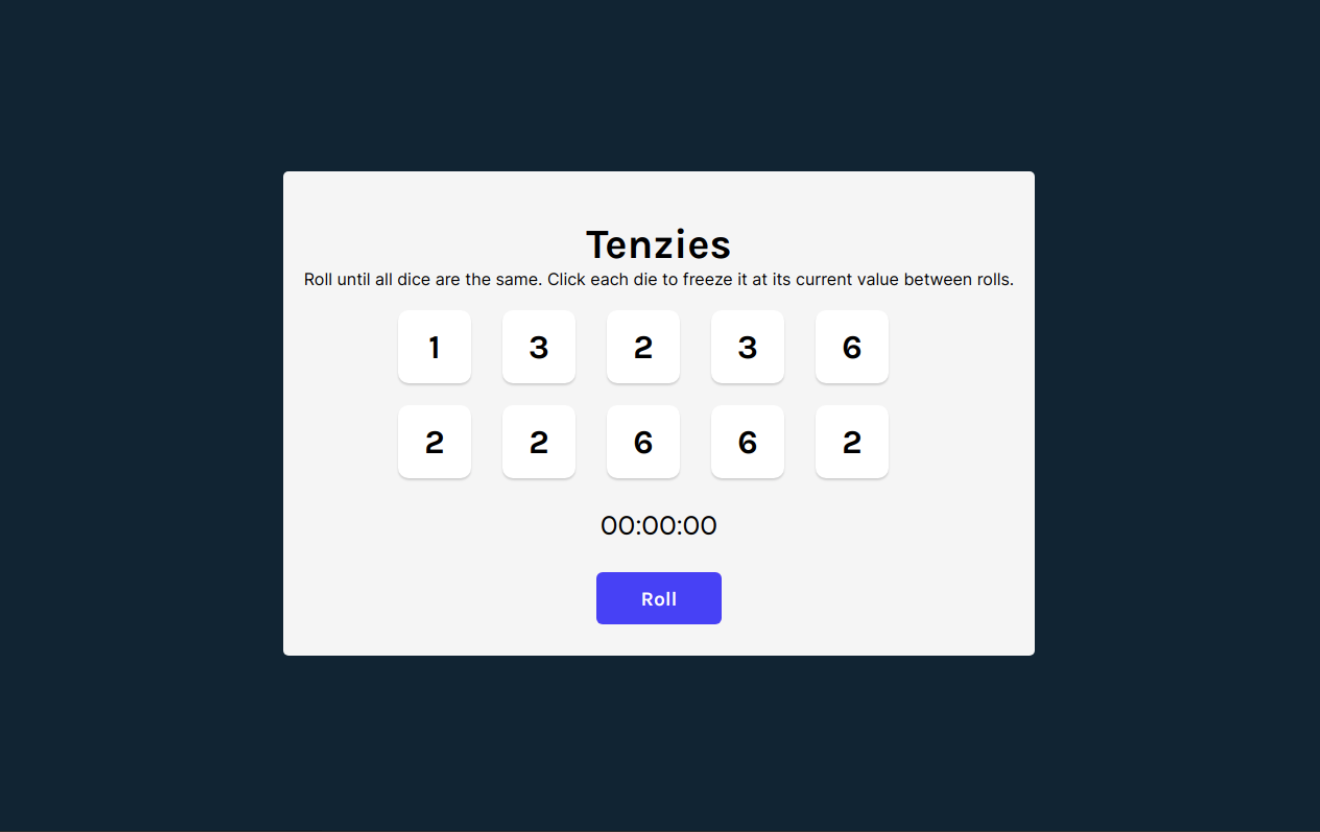 Tenzies
Roll until all dice are the same. Click each die to freeze it at its current value between rolls.
1 3 2 3 6
2 2 6 6 2
00:00:00
Roll